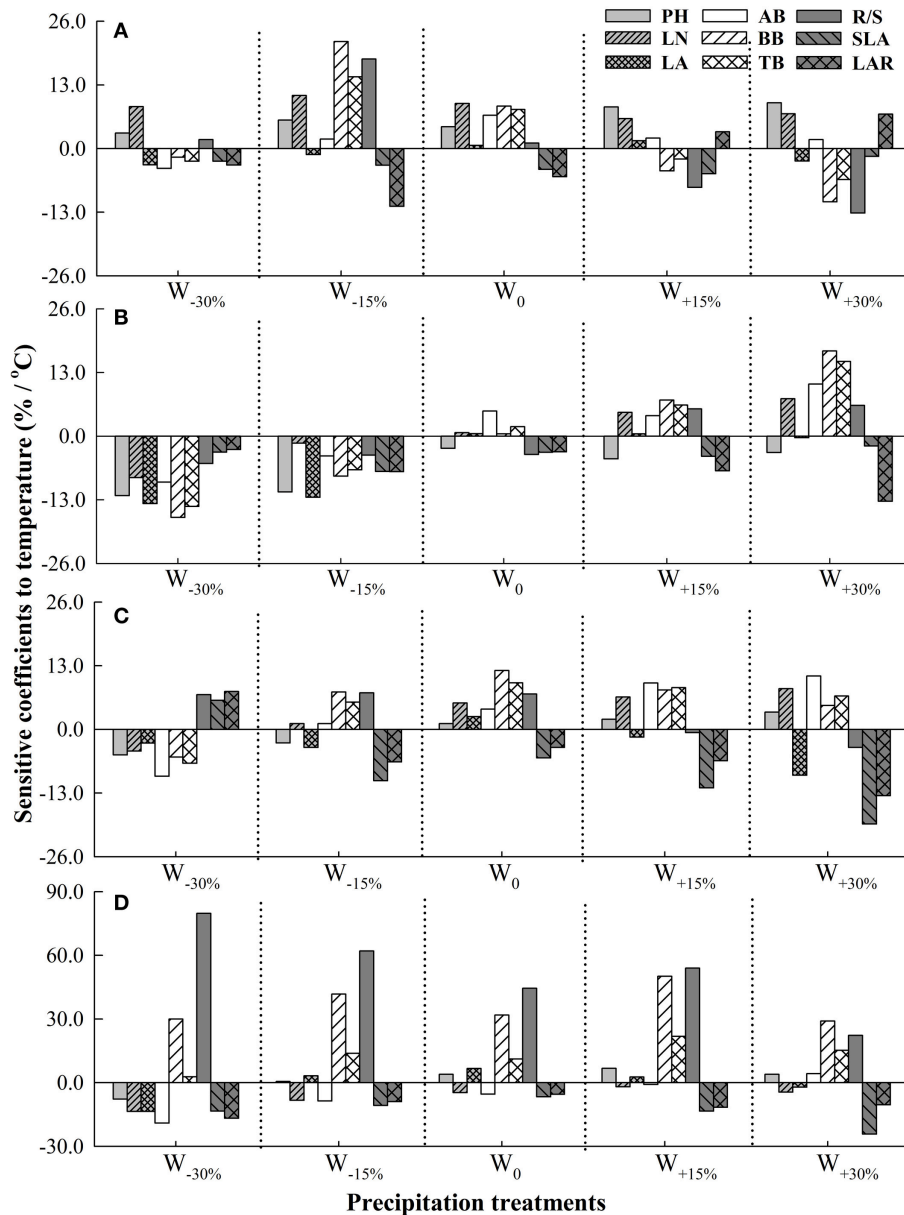 A
26.0
13.0
0.0
-13.0
-26.0
PH AB R/S
LN BB SLA
LA TB LAR
W-30% W-15% W0 W+15% W+30%
B
26.0
13.0
0.0
-13.0
-26.0
W-30% W-15% W0 W+15% W+30%
C
26.0
13.0
0.0
-13.0
-26.0
W-30% W-15% W0 W+15% W+30%
D
90.0
60.0
30.0
0.0
-30.0
W-30% W-15% W0 W+15% W+30%
Sensitive coefficients to temperature (% / °C)
Precipitation treatments